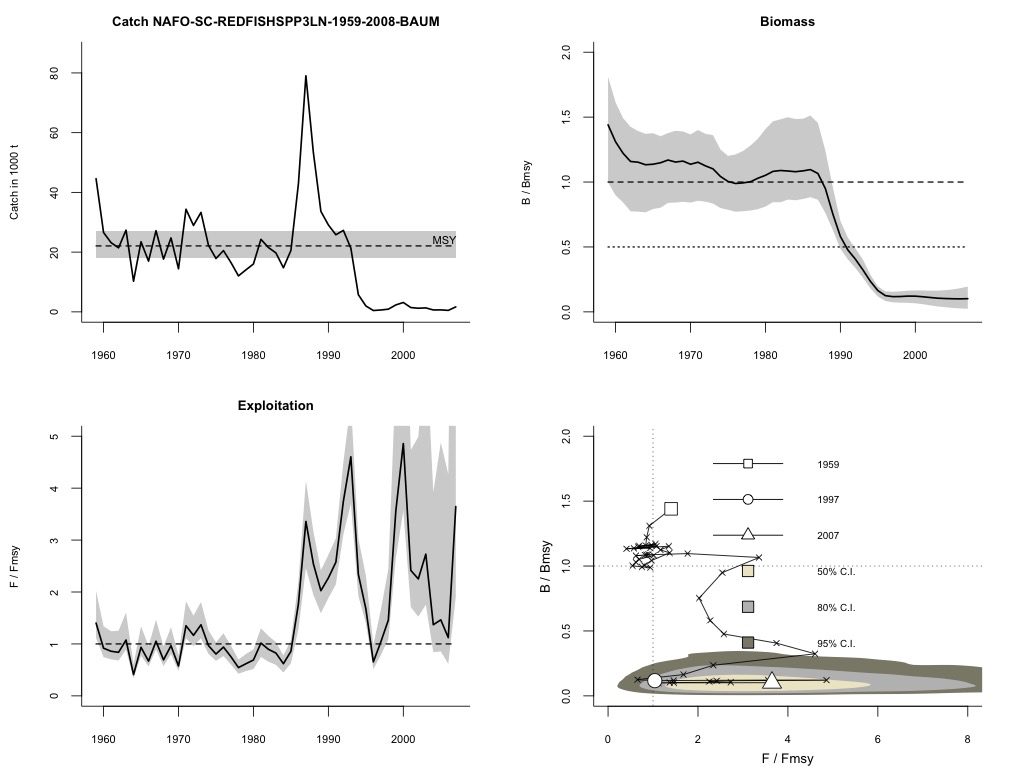 Catch NAFO-SC-REDFISHSPP3LN-1959-2008-BAUM
Catch in 1000 t
80
60
40
20
0
MSY
1960 1970 1980 1990 2000
Biomass
B / Bmsy
2.0
1.5
1.0
0.5
0.0
1960 1970 1980 1990 2000
Exploitation
F / Fmsy
5
4
3
2
1
0
1960 1970 1980 1990 2000
B / Bmsy
2.0
1.5
1.0
0.5
0.0
1959
1997
2007
50% C.I.
80% C.I.
95% C.I.
0 2 4 6 8
F / Fmsy